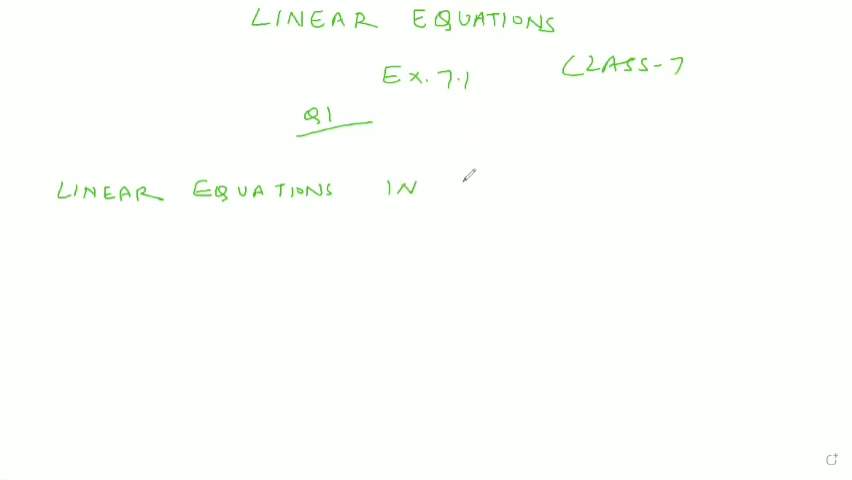 LINEAR EQUATIONS
Ex. 7.1 CLASS-7
Q1
LINEAR EQUATIONS IN